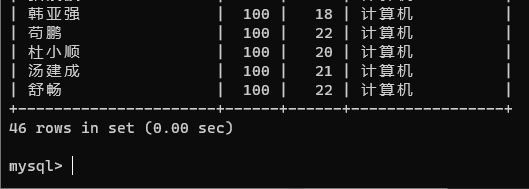 | 韩亚强 | 100 | 18 | 计算机
| 苟鹏 | 100 | 22 | 计算机
| 杜小顺 | 100 | 20 | 计算机
| 汤建成 | 100 | 21 | 计算机
| 舒畅 | 100 | 22 | 计算机
+----------------------+------+------+-----------------+
46 rows in set (0.00 sec)
mysql>